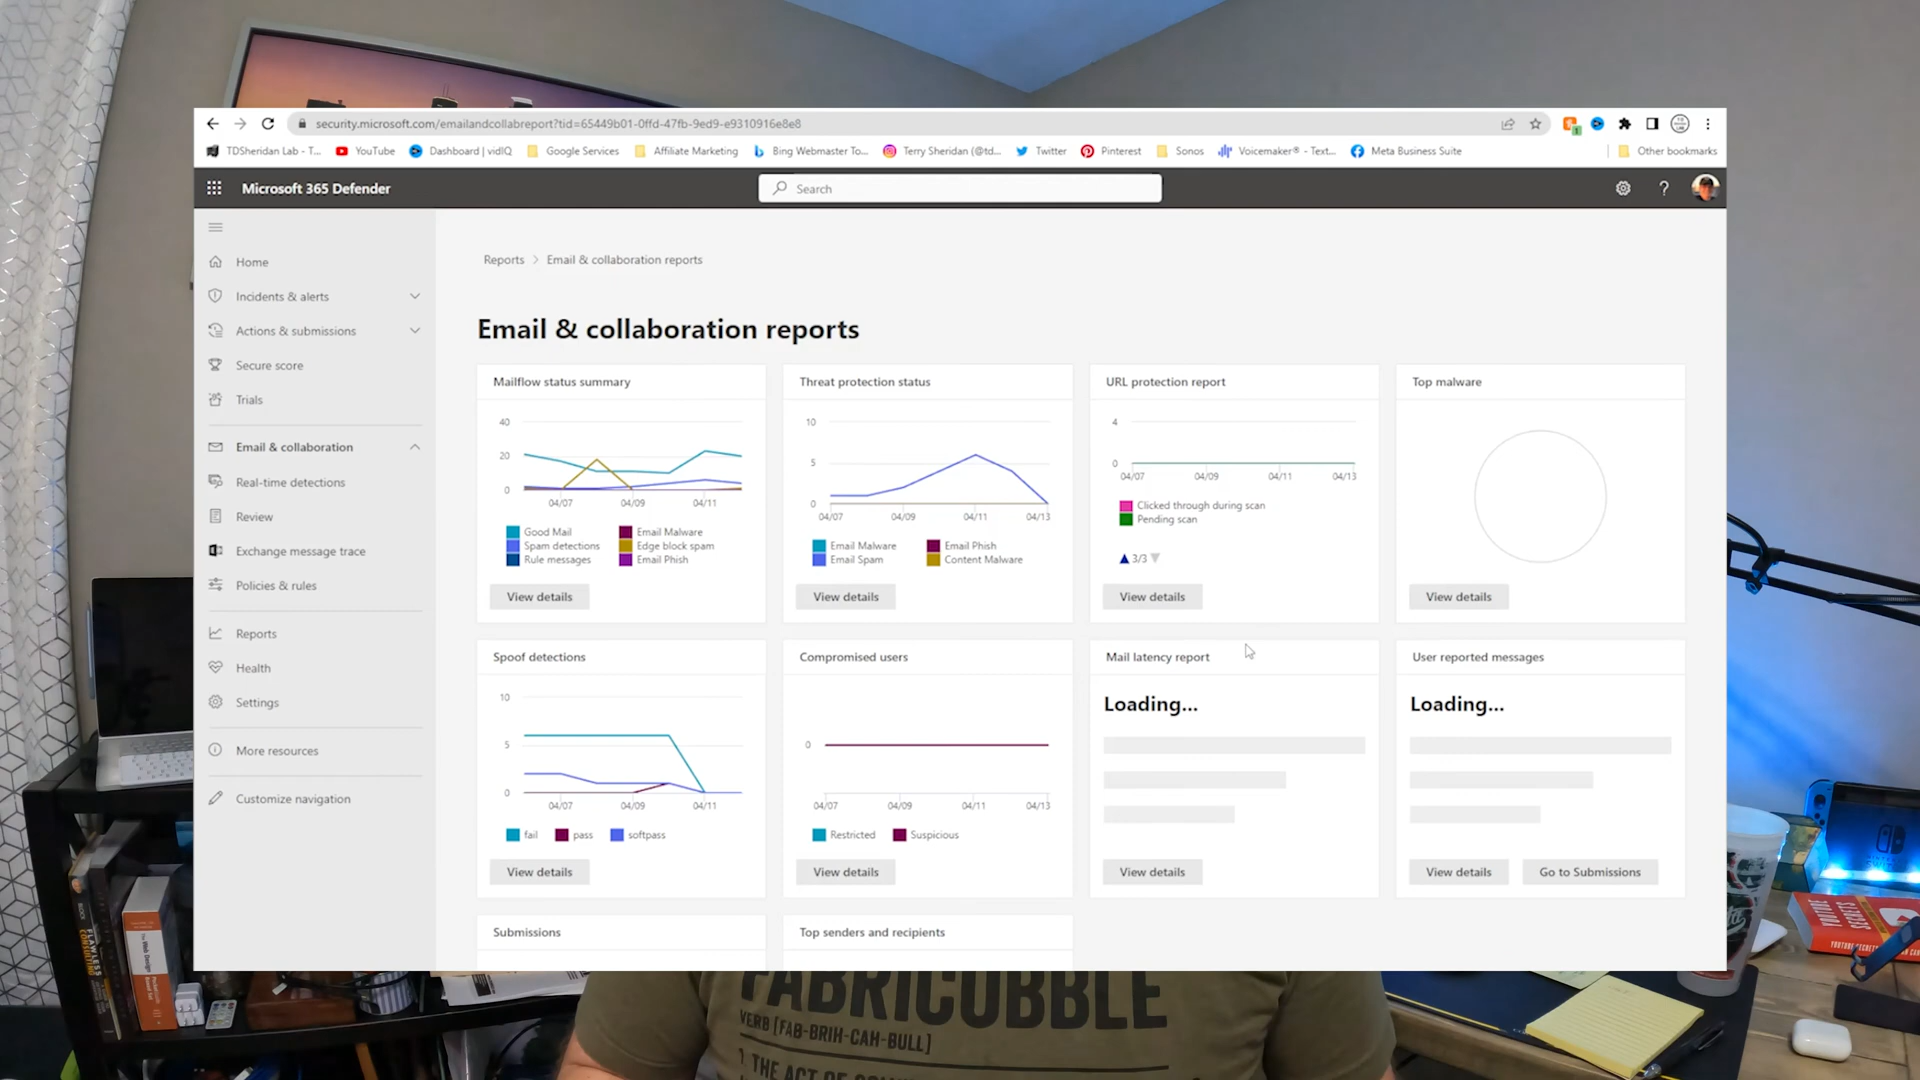 security.microsoft.com/emailandcollabreport?tid=65449b01-0ffd-47fb-9ed9-e9310916e8e8
TDSheridan Lab - T... YouTube Dashboard | vidIQ Google Services Affiliate Marketing Bing Webmaster To... Terry Sheridan (@td... Twitter Pinterest Sonos Voicemaker® - Text... Meta Business Suite Other bookmarks
Microsoft 365 Defender
Search
?
Home
Incidents & alerts
Actions & submissions
Secure score
Trials
Email & collaboration
Real-time detections
Review
Exchange message trace
Policies & rules
Reports
Health
Settings
More resources
Customize navigation
Reports > Email & collaboration reports
Email & collaboration reports
Mailflow status summary
40
20
0
04/07 04/09 04/11
Good Mail Email Malware
Spam detections Edge block spam
Rule messages Email Phish
View details
Threat protection status
10
5
0
04/07 04/09 04/11 04/13
Email Malware Email Phish
Email Spam Content Malware
View details
URL protection report
4
0
04/07 04/09 04/11 04/13
Clicked through during scan
Pending scan
3/3
View details
Top malware
View details
Spoof detections
10
5
0
04/07 04/09 04/11
fail pass softpass
View details
Compromised users
0
04/07 04/09 04/11 04/13
Restricted Suspicious
View details
Mail latency report
Loading...
View details
User reported messages
Loading...
View details Go to Submissions
Submissions
Top senders and recipients
FABRICOBBLE
VERB [FAB-BRIH-CAH-BULL]
1. THE ACT OF
FLAWLESS
CONSULTING
YOUTUBE
SECRETS